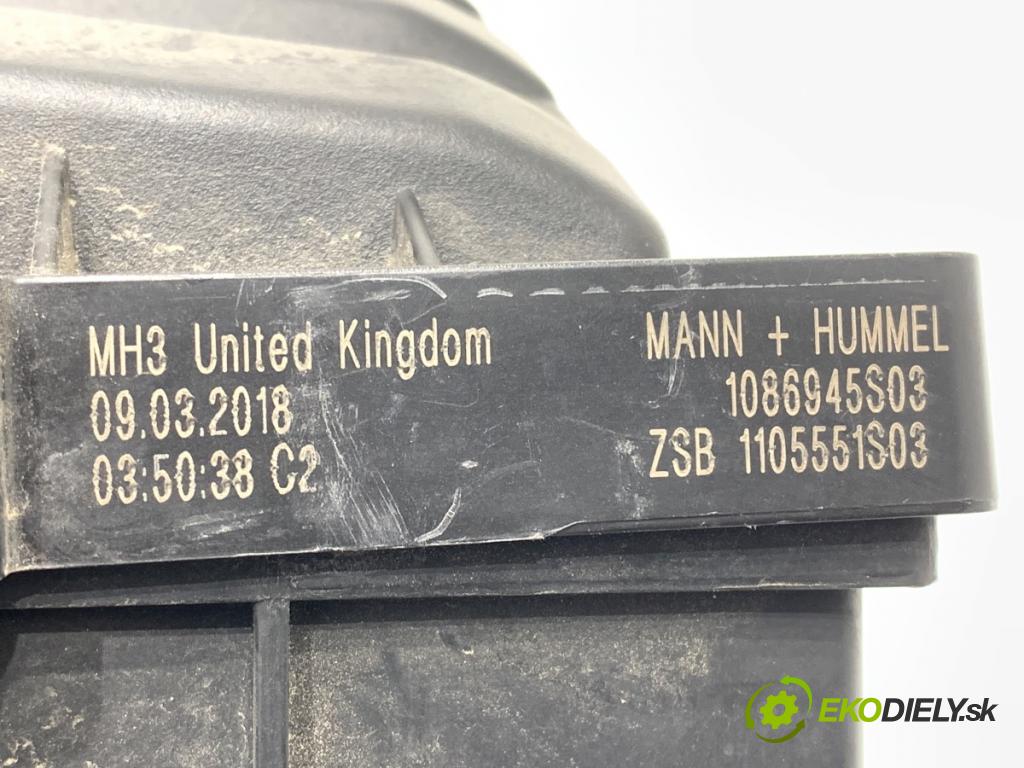 MH3 United Kingdom
09.03.2018
03:50:38 C2
MANN + HUMMEL
1086945S03
ZSB 1105551S03
EKODIELY.sk